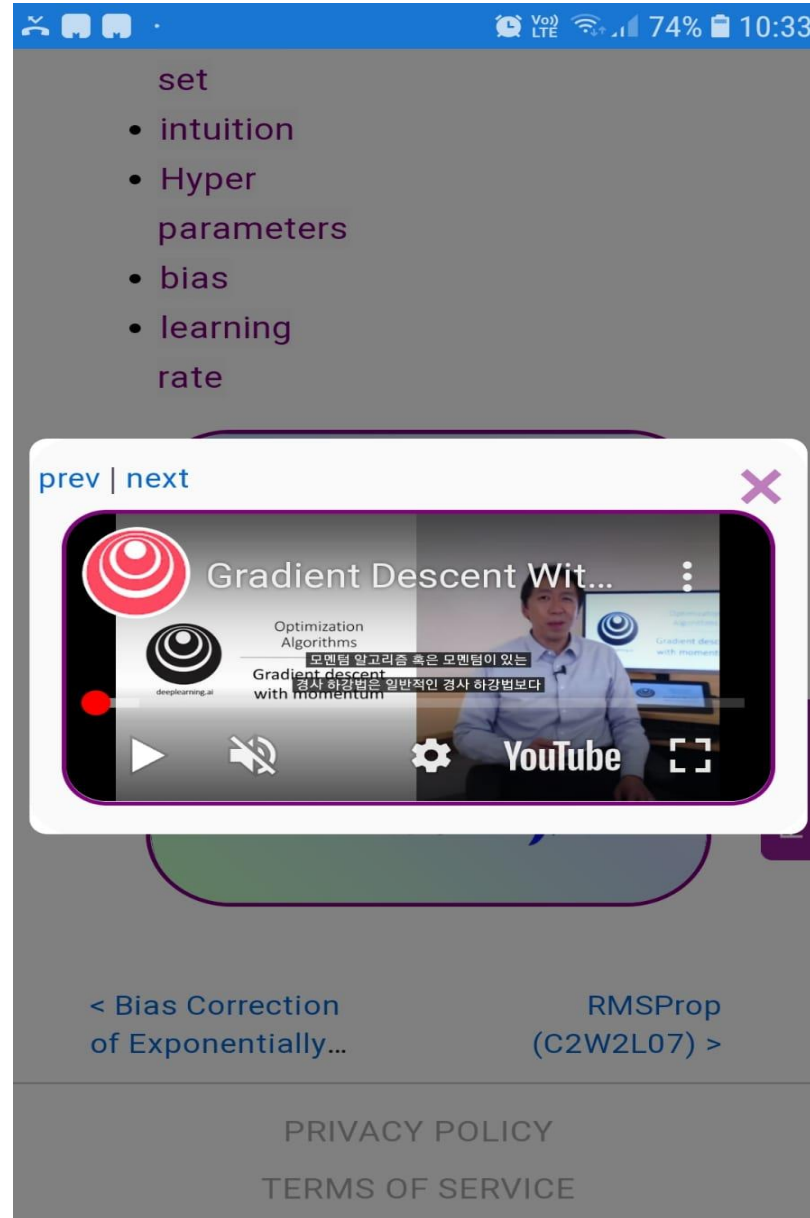 Vo))
LTE
74%
10:33
set
intuition
Hyper
parameters
bias
learning
rate
prev | next
Gradient Descent Wit...
Optimization
Algorithms
deeplearning.ai
Gradient descent
with momentum
모멘텀 알고리즘 혹은 모멘텀이 있는
경사 하강법은 일반적인 경사 하강법보다
YouTube
< Bias Correction
of Exponentially...
RMSProp
(C2W2L07) >
PRIVACY POLICY
TERMS OF SERVICE